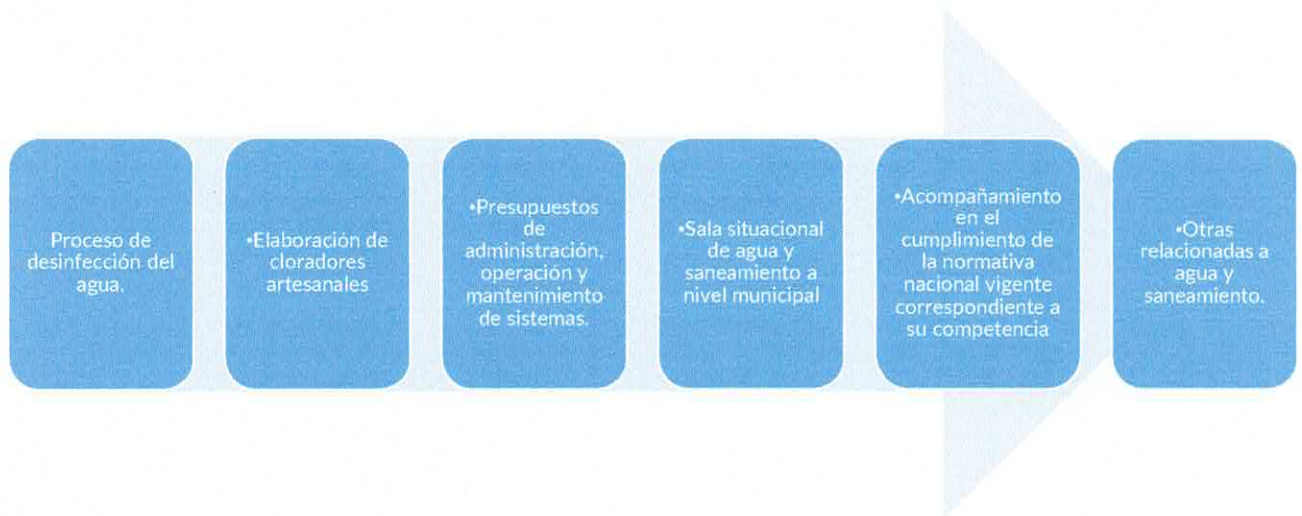 Proceso de
desinfección del
agua.
•Elaboración de
cloradores
artesanales
•Presupuestos
de
administración,
operación y
mantenimiento
de sistemas.
•Sala situacional
de agua y
saneamiento a
nivel municipal
•Acompañamiento
en el
cumplimiento de
la normativa
nacional vigente
correspondiente a
su competencia
•Otras
relacionadas a
agua y
saneamiento.